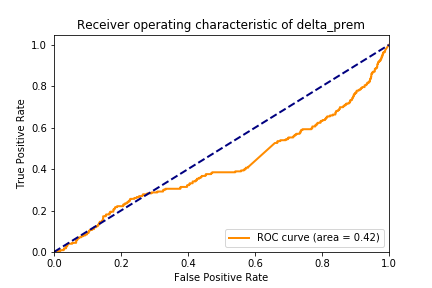 Receiver operating characteristic of delta_prem
True Positive Rate
1.0
0.8
0.6
0.4
0.2
0.0
ROC curve (area = 0.42)
0.0 0.2 0.4 0.6 0.8 1.0
False Positive Rate